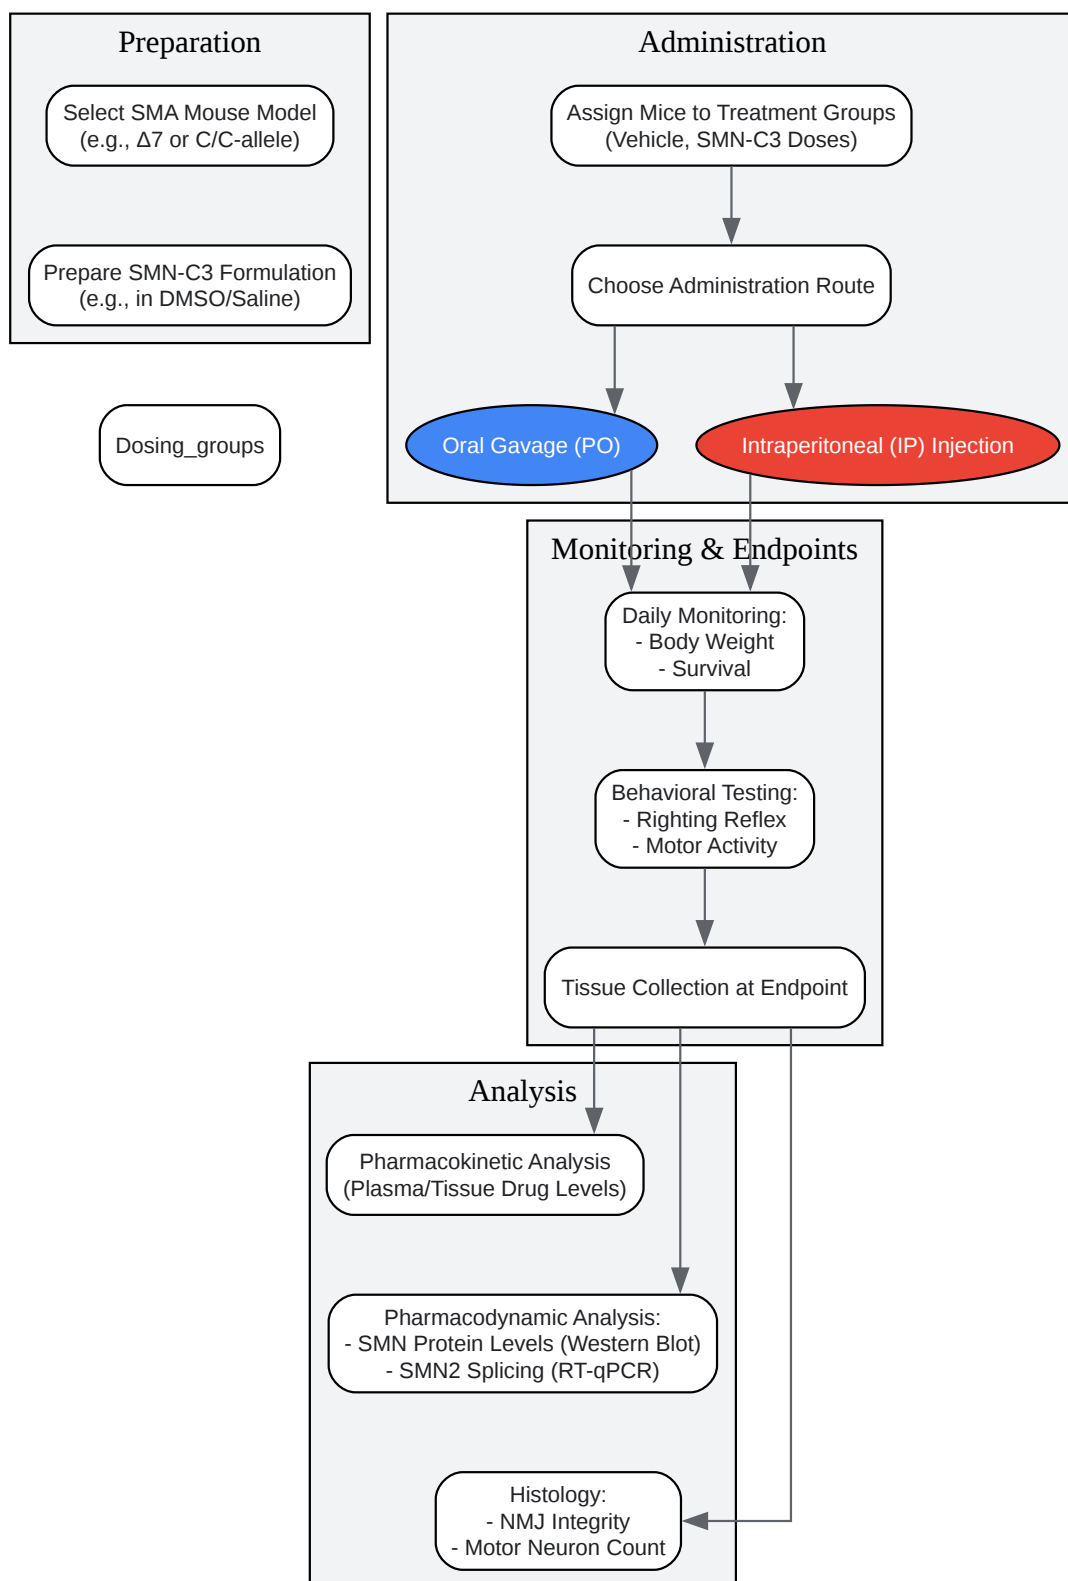 Preparation
Select SMA Mouse Model
(e.g., Δ7 or C/C-allele)
Prepare SMN-C3 Formulation
(e.g., in DMSO/Saline)
Dosing_groups
Administration
Assign Mice to Treatment Groups
(Vehicle, SMN-C3 Doses)
Choose Administration Route
Oral Gavage (PO)
Intraperitoneal (IP) Injection
Monitoring & Endpoints
Daily Monitoring:
- Body Weight
- Survival
Behavioral Testing:
- Righting Reflex
- Motor Activity
Tissue Collection at Endpoint
Analysis
Pharmacokinetic Analysis
(Plasma/Tissue Drug Levels)
Pharmacodynamic Analysis:
- SMN Protein Levels (Western Blot)
- SMN2 Splicing (RT-qPCR)
Histology:
- NMJ Integrity
- Motor Neuron Count